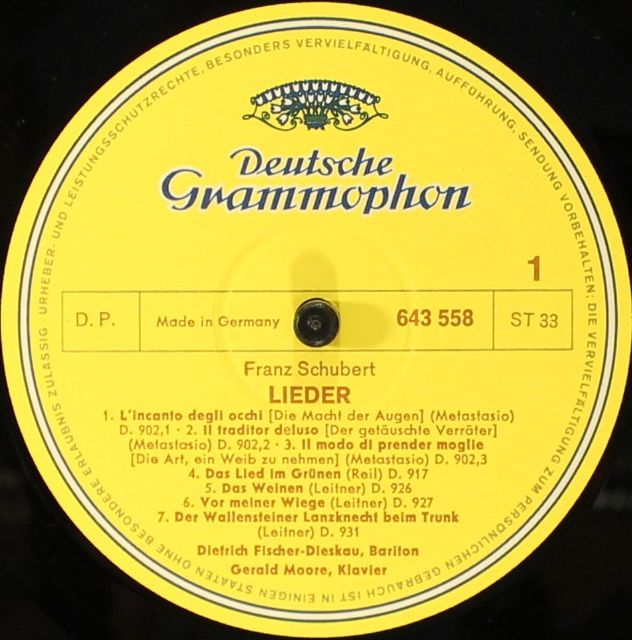 URHEBER- UND LEISTUNGSSCHUTZRECHTE, BESONDERS VERVIELFÄLTIGUNG, AUFFÜHRUNG, SENDUNG VORBEHALTEN; DIE VERVIELFÄLTIGUNG ZUM PERSÖNLICHEN GEBRAUCH IST IN EINIGEN STAATEN OHNE BESONDERE ERLAUBNIS ZULÄSSIG ·
Deutsche
Grammophon
1
D. P. Made in Germany 643 558 ST 33
Franz Schubert
LIEDER
1. L'incanto degli occhi [Die Macht der Augen] (Metastasio)
D. 902,1 · 2. Il traditor deluso [Der getäuschte Verräter]
(Metastasio) D. 902,2 · 3. Il modo di prender moglie
[Die Art, ein Weib zu nehmen] (Metastasio) D. 902,3
4. Das Lied im Grünen (Reil) D. 917
5. Das Weinen (Leitner) D. 926
6. Vor meiner Wiege (Leitner) D. 927
7. Der Wallensteiner Lanzknecht beim Trunk
(Leitner) D. 931
Dietrich Fischer-Dieskau, Bariton
Gerald Moore, Klavier